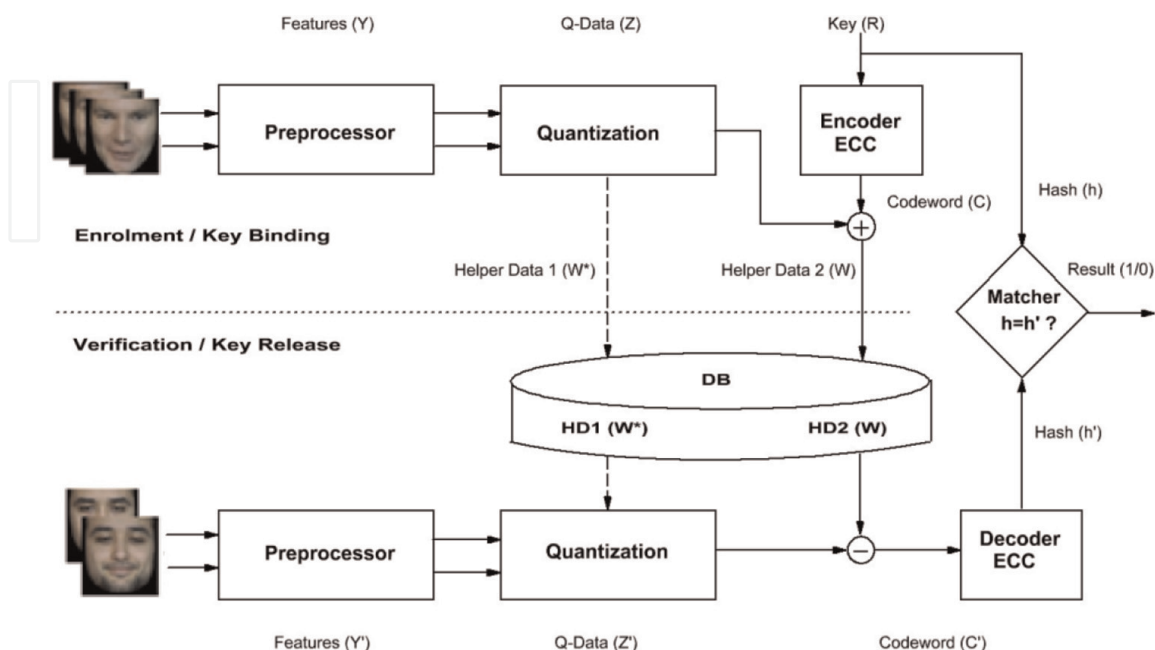 Features (Y)
Q-Data (Z)
Key (R)
Preprocessor
Quantization
Encoder
ECC
Hash (h)
Codeword (C)
Enrolment / Key Binding
Helper Data 1 (W*)
Helper Data 2 (W)
Result (1/0)
Matcher
h=h' ?
Verification / Key Release
DB
HD1 (W*)
HD2 (W)
Hash (h')
Preprocessor
Quantization
Decoder
ECC
Features (Y')
Q-Data (Z')
Codeword (C')